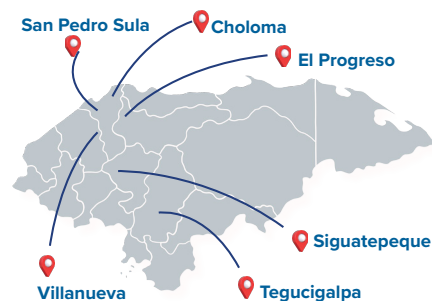 San Pedro Sula
Choloma
El Progreso
Siguatepeque
Villanueva
Tegucigalpa